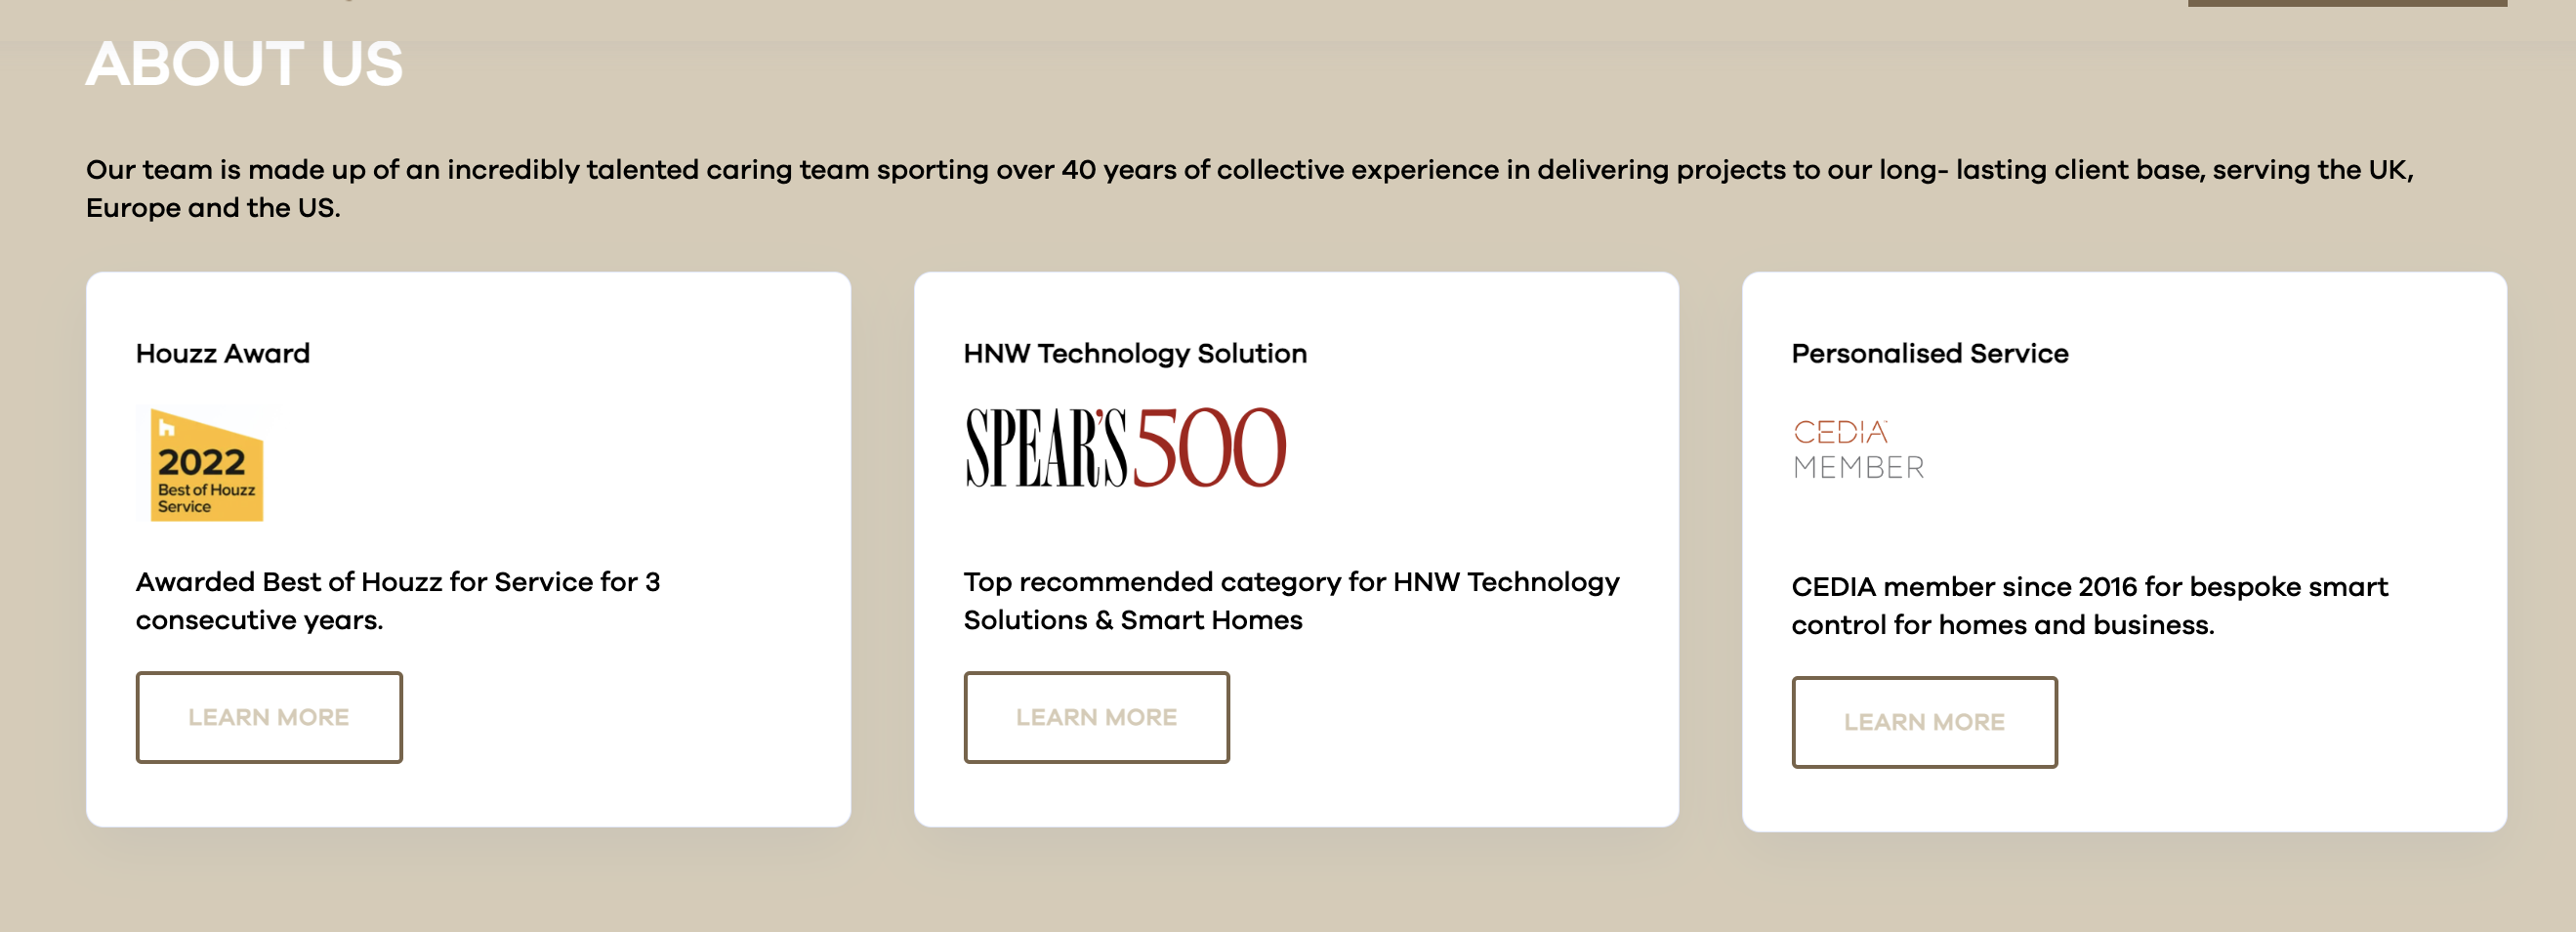 ABOUT US
Our team is made up of an incredibly talented caring team sporting over 40 years of collective experience in delivering projects to our long- lasting client base, serving the UK,
Europe and the US.
Houzz Award
2022
Best of Houzz
Service
Awarded Best of Houzz for Service for 3
consecutive years.
LEARN MORE
HNW Technology Solution
SPEAR'S 500
Top recommended category for HNW Technology
Solutions & Smart Homes
LEARN MORE
Personalised Service
CEDIA™
MEMBER
CEDIA member since 2016 for bespoke smart
control for homes and business.
LEARN MORE